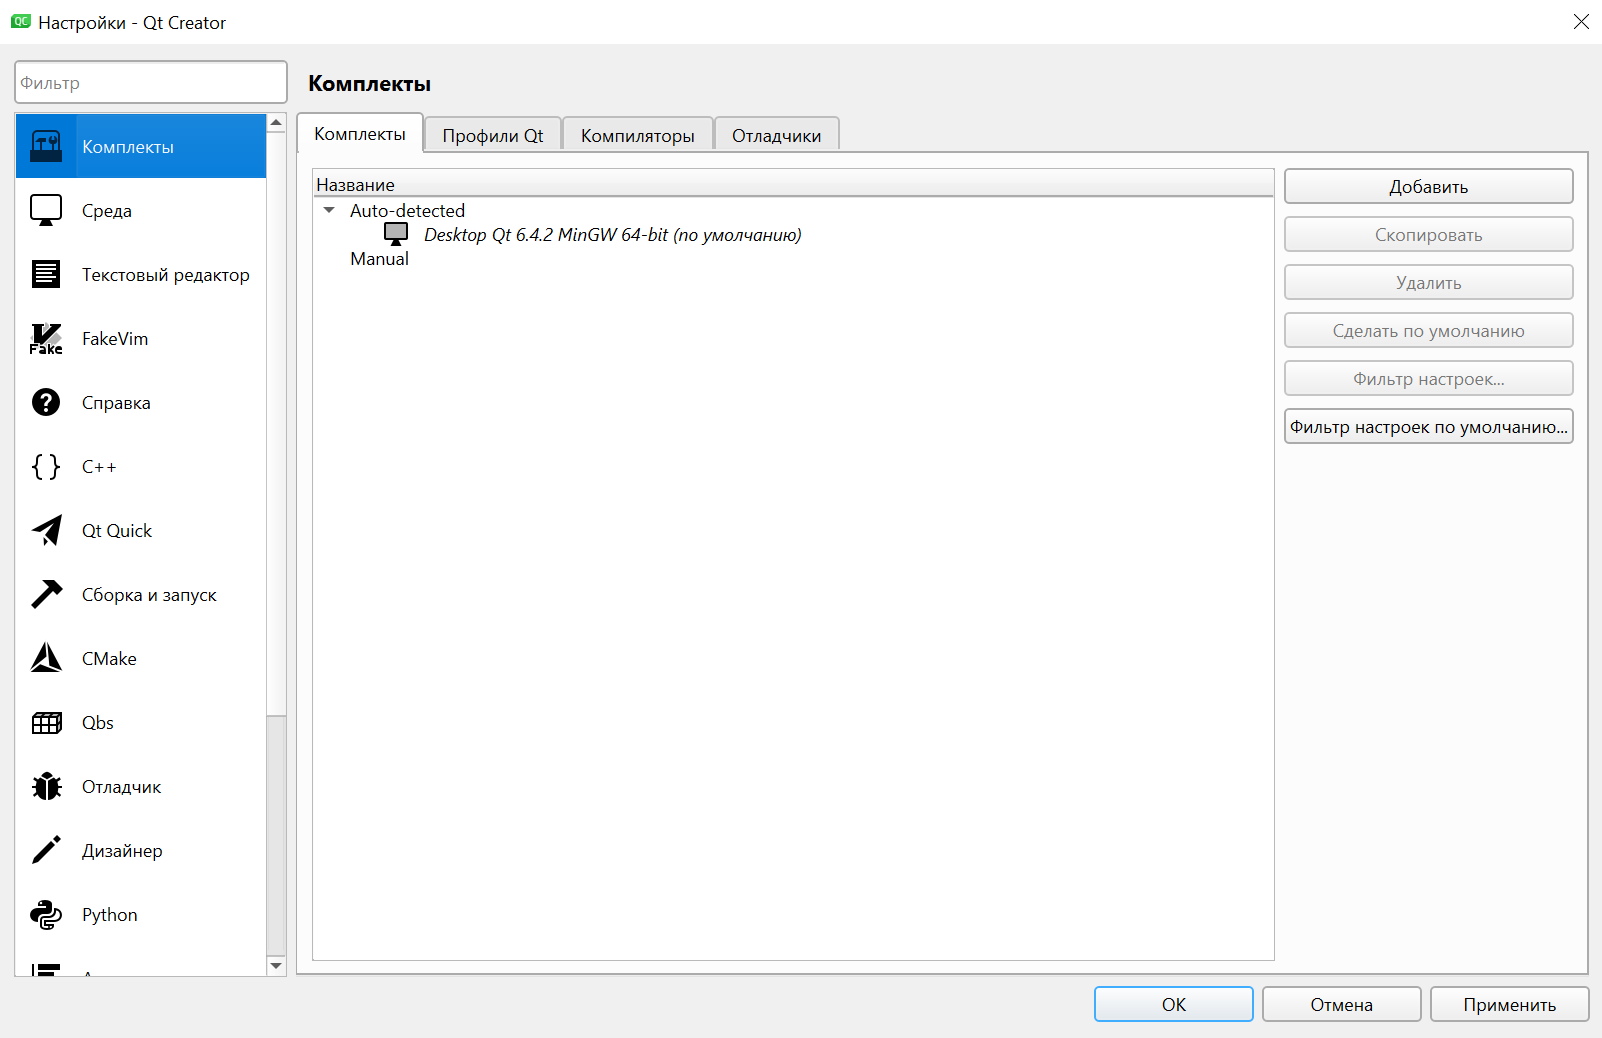 QC Настройки - Qt Creator
Фильтр
Комплекты
Среда
Текстовый редактор
Fake FakeVim
Справка
C++
Qt Quick
Сборка и запуск
CMake
Qbs
Отладчик
Дизайнер
Python
Комплекты
Комплекты Профили Qt Компиляторы Отладчики
Название
Auto-detected
Desktop Qt 6.4.2 MinGW 64-bit (по умолчанию)
Manual
Добавить
Скопировать
Удалить
Сделать по умолчанию
Фильтр настроек...
Фильтр настроек по умолчанию...
OK Отмена Применить